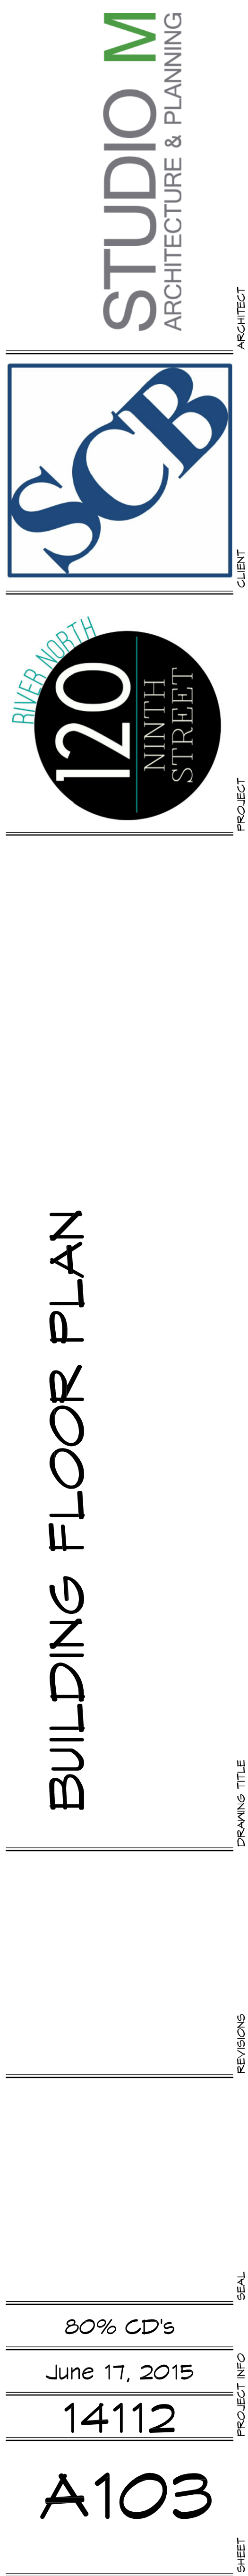 STUDIO M
ARCHITECTURE & PLANNING
ARCHITECT
SCB
CLIENT
RIVER NORTH
120
NINTH
STREET
PROJECT
BUILDING FLOOR PLAN
DRAWING TITLE
REVISIONS
SEAL
80% CD's
June 17, 2015
PROJECT INFO
14112
A103
SHEET